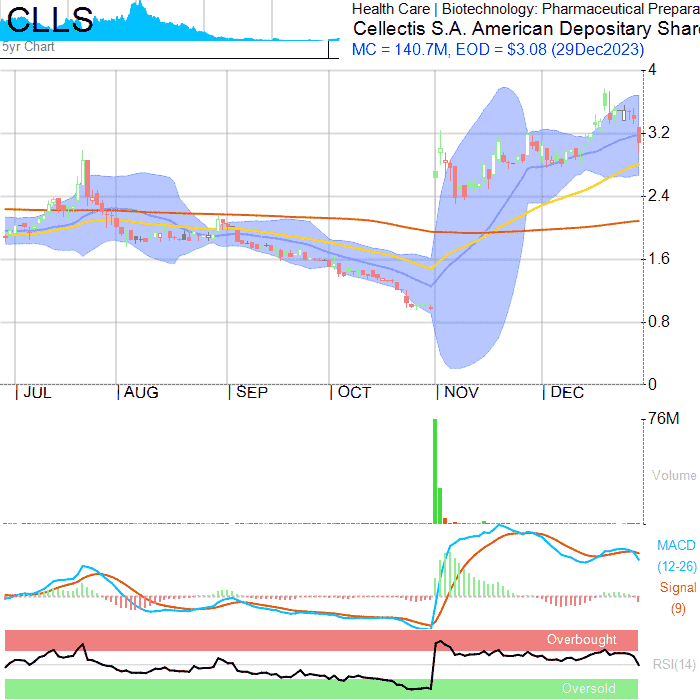 CLLS
5yr Chart
Health Care | Biotechnology: Pharmaceutical Prepara
Cellectis S.A. American Depositary Shar
MC = 140.7M, EOD = $3.08 (29Dec2023)
4
3.2
2.4
1.6
0.8
0
JUL AUG SEP OCT NOV DEC
76M
Volume
MACD
(12-26)
Signal
(9)
Overbought
RSI(14)
Oversold